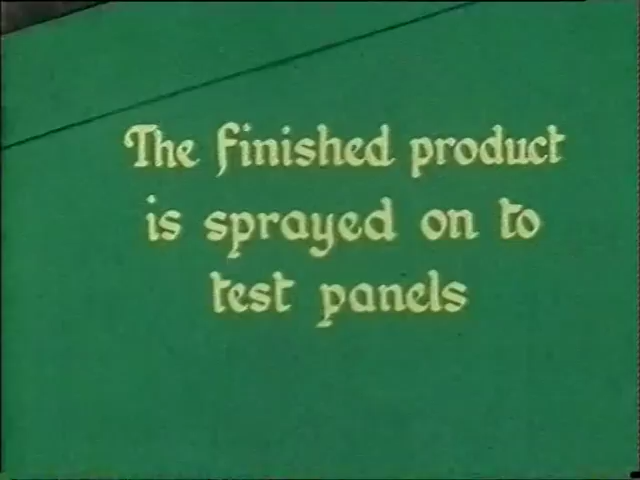 The finished product
is sprayed on to
test panels